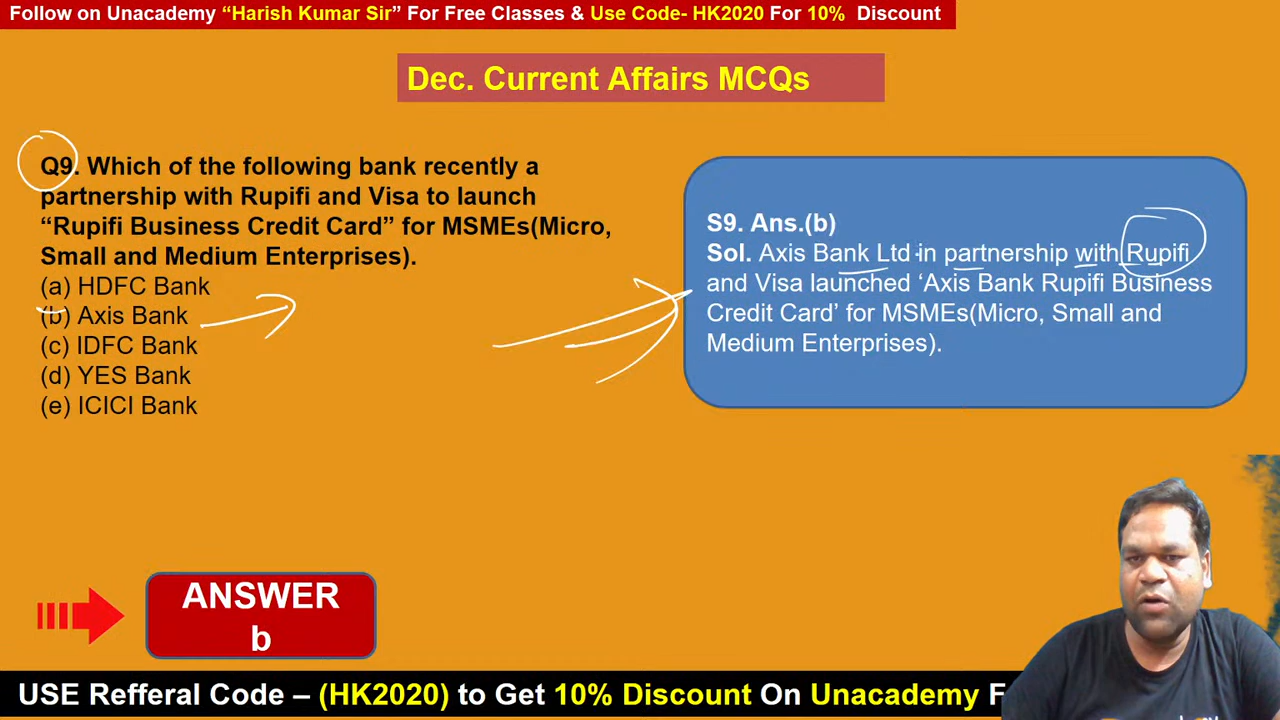 Follow on Unacademy “Harish Kumar Sir” For Free Classes & Use Code- HK2020 For 10% Discount
Dec. Current Affairs MCQs
Q9. Which of the following bank recently a
partnership with Rupifi and Visa to launch
“Rupifi Business Credit Card” for MSMEs(Micro,
Small and Medium Enterprises).
(a) HDFC Bank
(b) Axis Bank
(c) IDFC Bank
(d) YES Bank
(e) ICICI Bank
S9. Ans.(b)
Sol. Axis Bank Ltd in partnership with Rupifi
and Visa launched ‘Axis Bank Rupifi Business
Credit Card’ for MSMEs(Micro, Small and
Medium Enterprises).
ANSWER
b
USE Refferal Code – (HK2020) to Get 10% Discount On Unacademy F